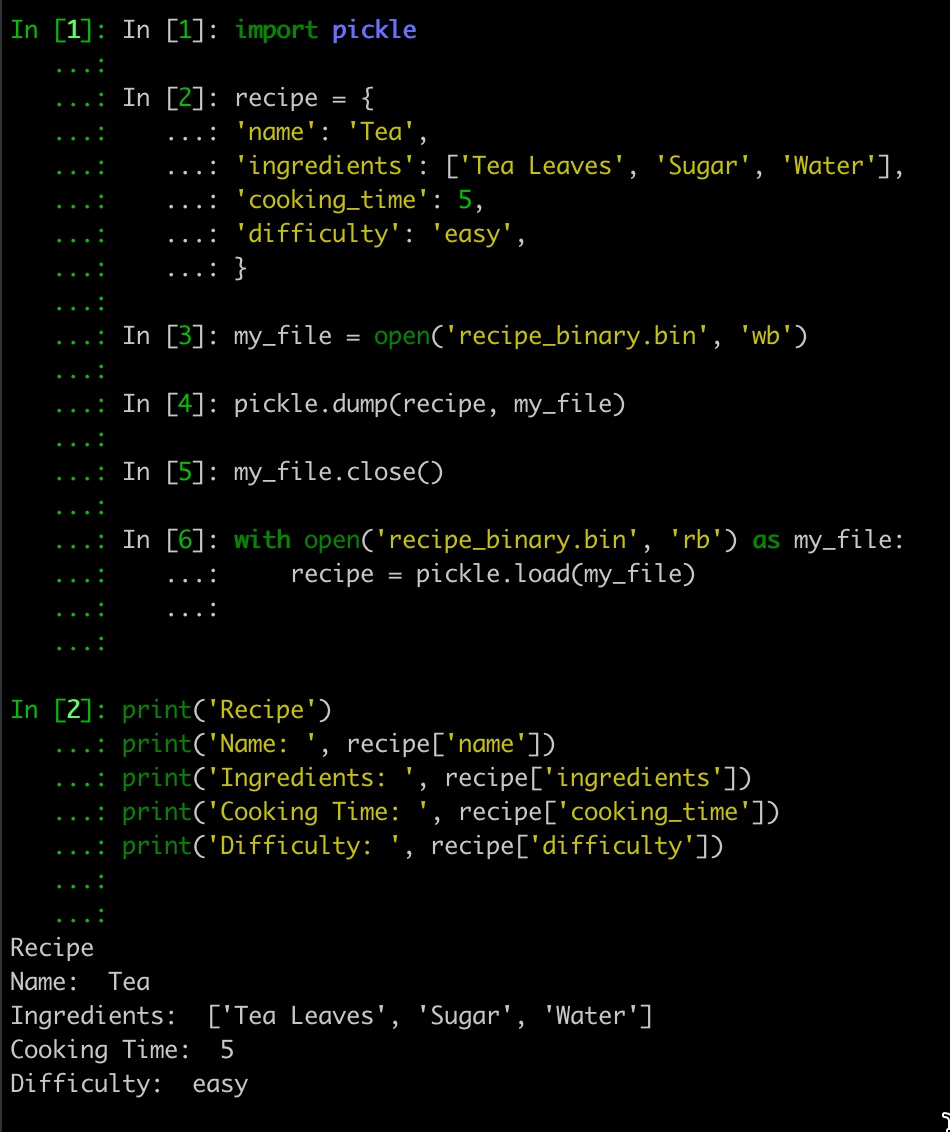 In [1]: In [1]: import pickle
   ...:
   ...: In [2]: recipe = {
   ...:    ...: 'name': 'Tea',
   ...:    ...: 'ingredients': ['Tea Leaves', 'Sugar', 'Water'],
   ...:    ...: 'cooking_time': 5,
   ...:    ...: 'difficulty': 'easy',
   ...:    ...: }
   ...:
   ...: In [3]: my_file = open('recipe_binary.bin', 'wb')
   ...:
   ...: In [4]: pickle.dump(recipe, my_file)
   ...:
   ...: In [5]: my_file.close()
   ...:
   ...: In [6]: with open('recipe_binary.bin', 'rb') as my_file:
   ...:    ...:     recipe = pickle.load(my_file)
   ...:    ...:
   ...:

In [2]: print('Recipe')
   ...: print('Name: ', recipe['name'])
   ...: print('Ingredients: ', recipe['ingredients'])
   ...: print('Cooking Time: ', recipe['cooking_time'])
   ...: print('Difficulty: ', recipe['difficulty'])
   ...:
   ...:
Recipe
Name:  Tea
Ingredients:  ['Tea Leaves', 'Sugar', 'Water']
Cooking Time:  5
Difficulty:  easy